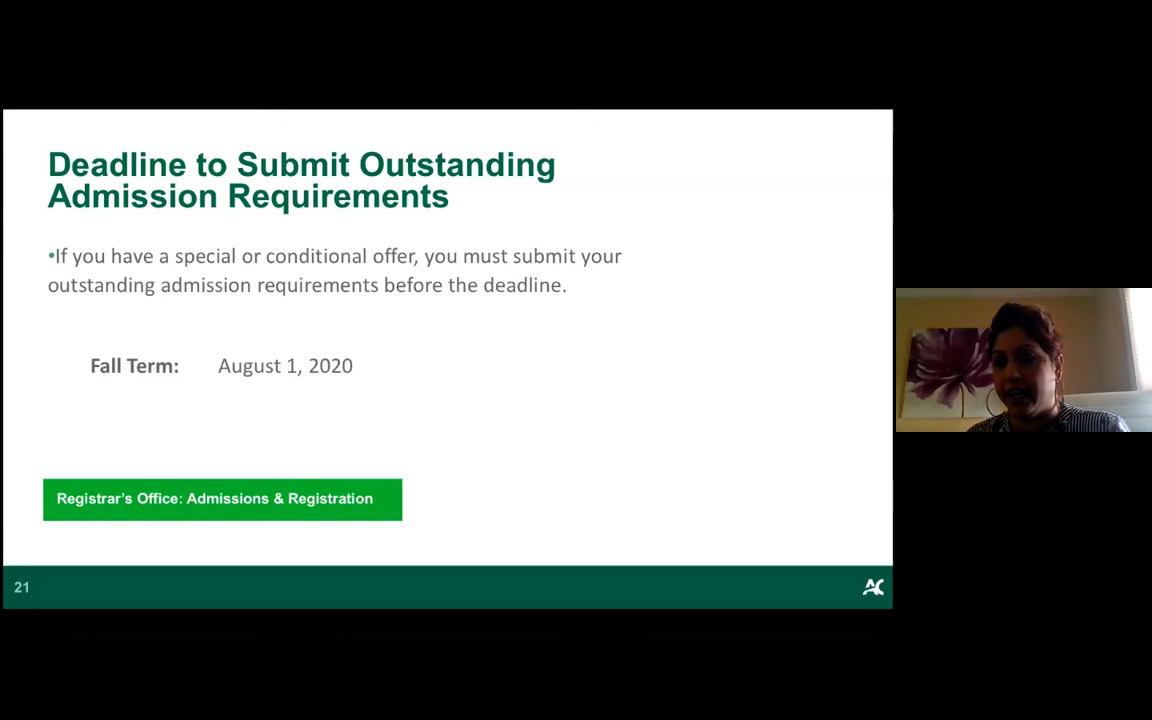 Deadline to Submit Outstanding
Admission Requirements
•If you have a special or conditional offer, you must submit your
outstanding admission requirements before the deadline.
Fall Term: August 1, 2020
Registrar's Office: Admissions & Registration
21
AC